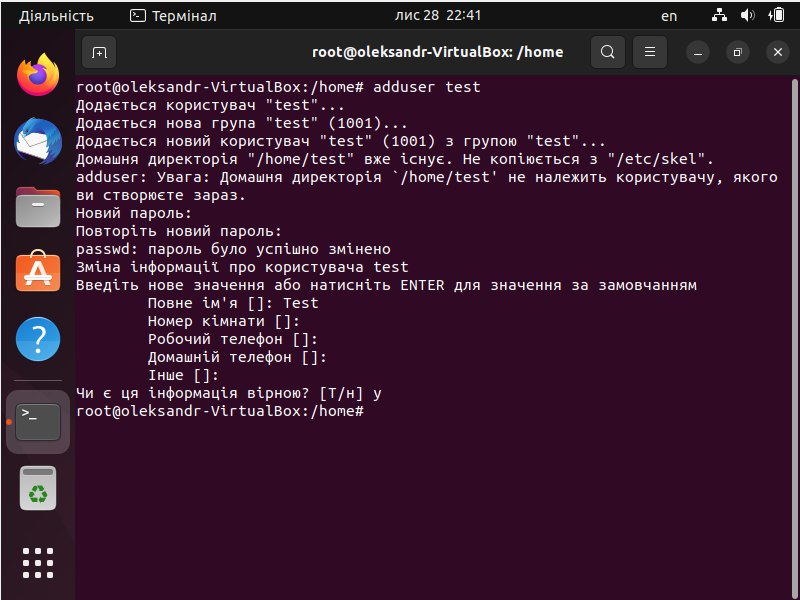 Діяльність Термінал лис 28 22:41 en
root@oleksandr-VirtualBox: /home
root@oleksandr-VirtualBox:/home# adduser test
Додається користувач "test"...
Додається нова група "test" (1001)...
Додається новий користувач "test" (1001) з групою "test"...
Домашня директорія "/home/test" вже існує. Не копіюється з "/etc/skel".
adduser: Увага: Домашня директорія `/home/test' не належить користувачу, якого
ви створюєте зараз.
Новий пароль:
Повторіть новий пароль:
passwd: пароль було успішно змінено
Зміна інформації про користувача test
Введіть нове значення або натисніть ENTER для значення за замовчанням
Повне ім'я []: Test
Номер кімнати []:
Робочий телефон []:
Домашній телефон []:
Інше []:
Чи є ця інформація вірною? [Т/н] y
root@oleksandr-VirtualBox:/home#